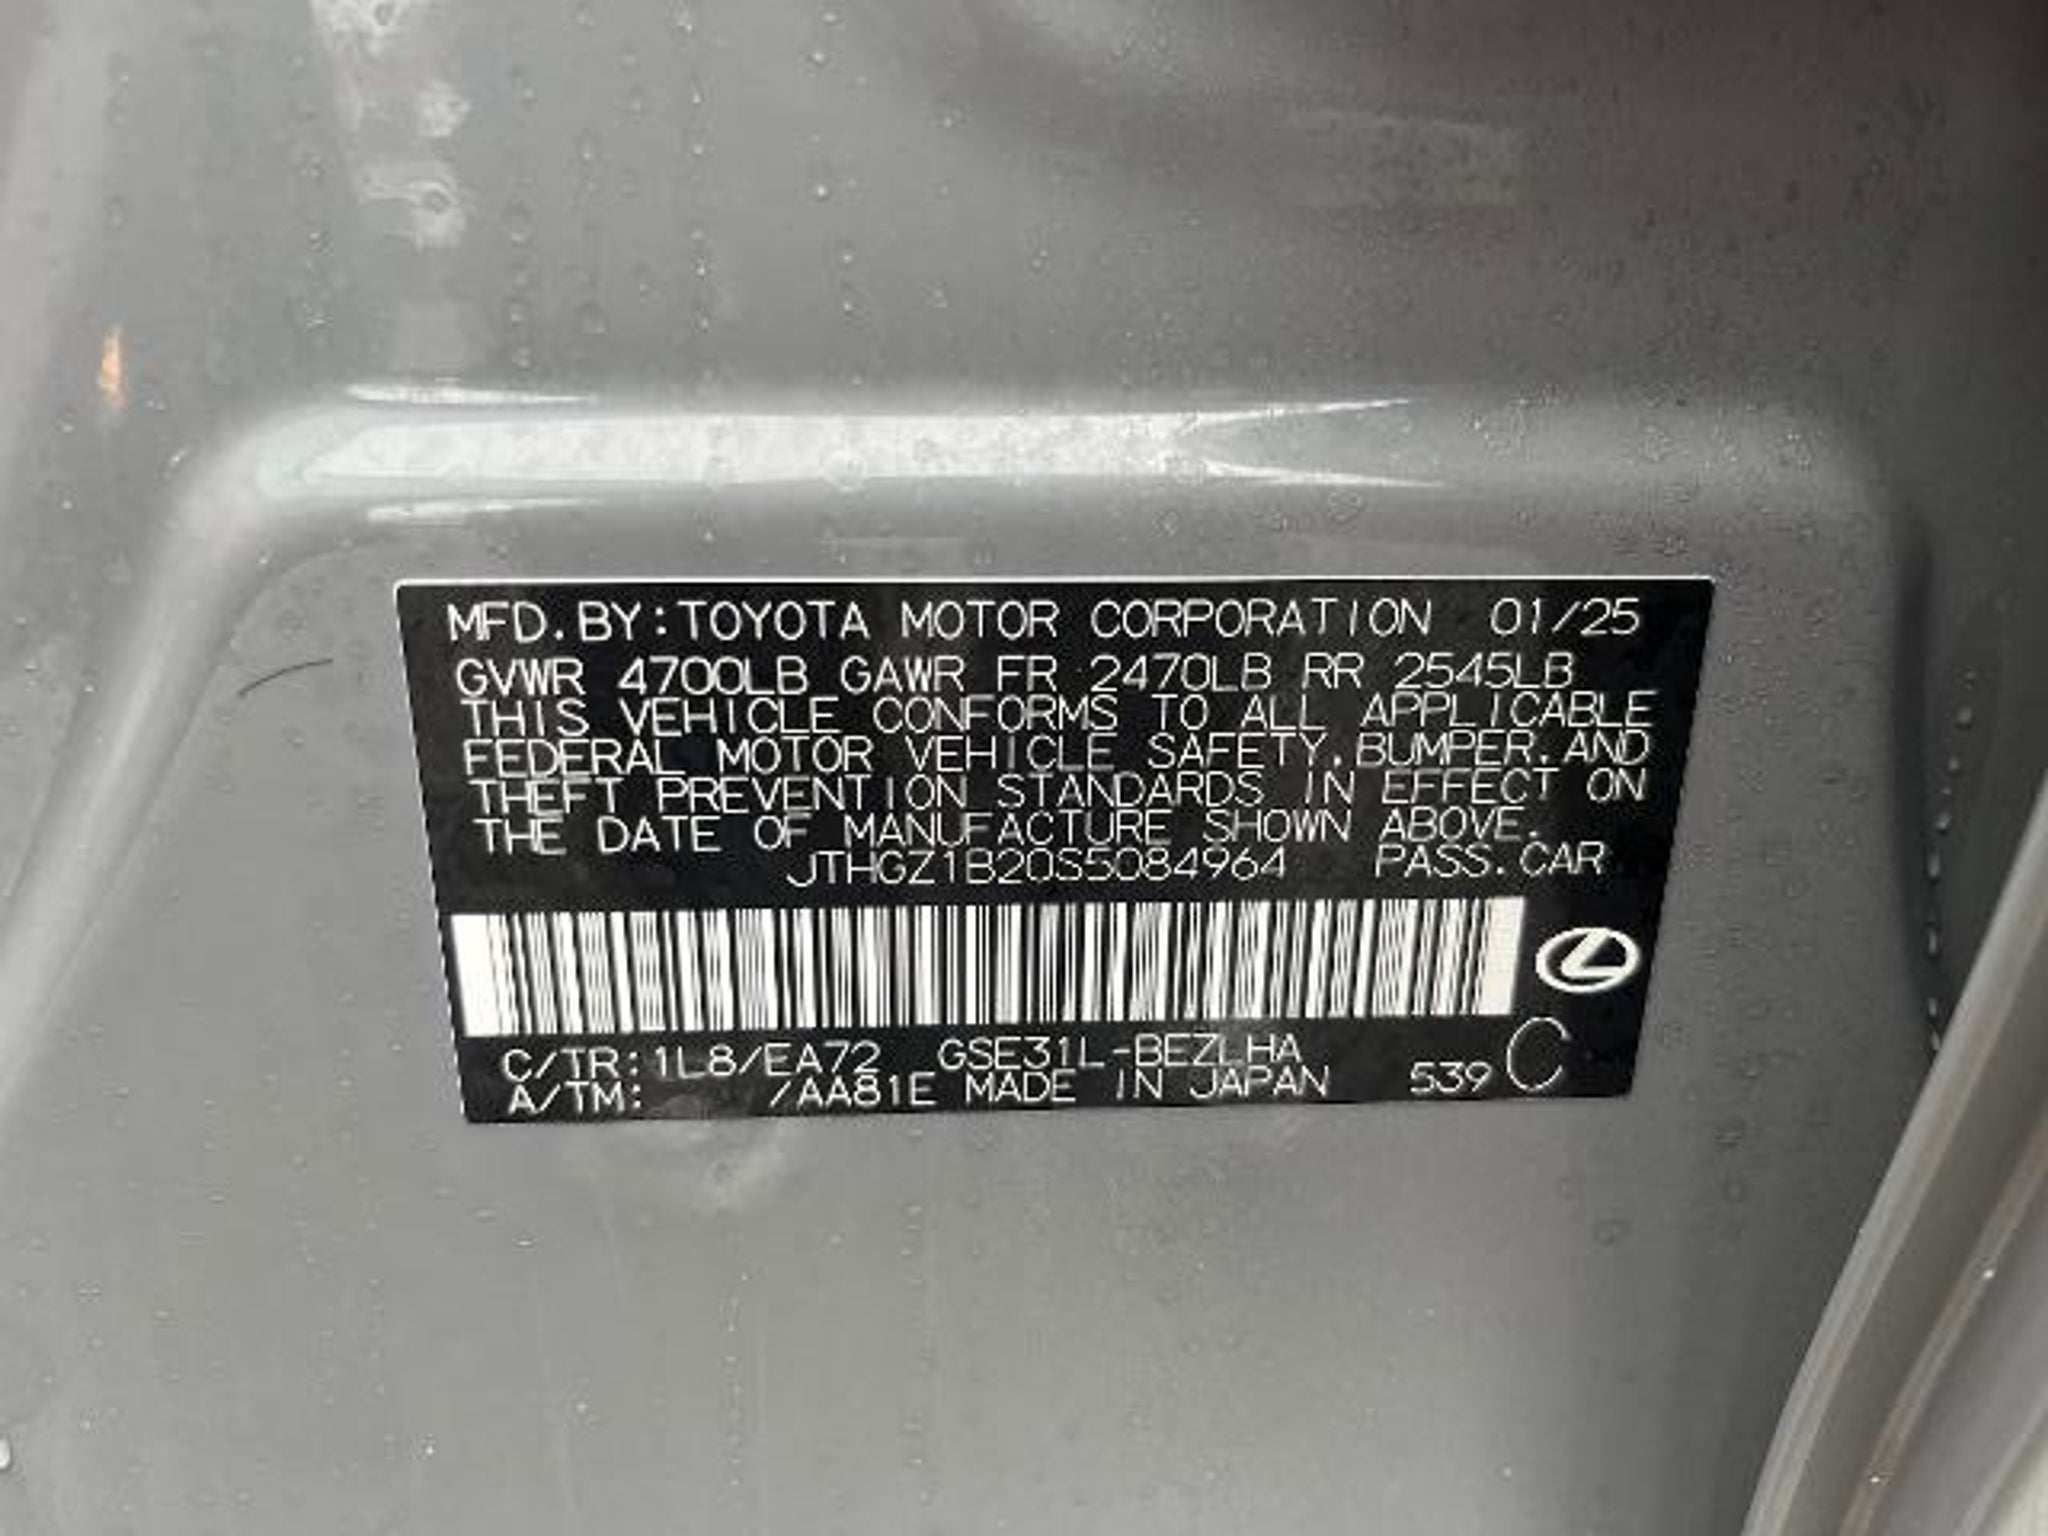 MFD. BY: TOYOTA MOTOR CORPORATION 01/25
GVWR 4700LB GAWR FR 2470LB RR 2545LB
THIS VEHICLE CONFORMS TO ALL APPLICABLE
FEDERAL MOTOR VEHICLE SAFETY, BUMPER, AND
THEFT PREVENTION STANDARDS IN EFFECT ON
THE DATE OF MANUFACTURE SHOWN ABOVE.
JTHGZ1B20S5084964 PASS. CAR
C/TR: 1L8/EA72 GSE31L-BEZLHA
A/TM: /AA81E MADE IN JAPAN 539 C